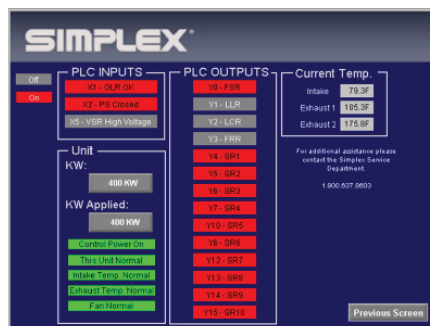 SIMPLEX
Off
On
PLC INPUTS
X1 - OLR OK
X2 - PS Closed
X5 - VSR High Voltage
Unit
KW:
400 KW
KW Applied:
400 KW
Control Power On
This Unit Normal
Intake Temp. Normal
Exhaust Temp. Normal
Fan Normal
PLC OUTPUTS
Y0 - FSR
Y1 - LLR
Y2 - LCR
Y3 - FRR
Y4 - SR1
Y5 - SR2
Y6 - SR3
Y7 - SR4
Y10 - SR5
Y6 - SR6
Y12 - SR7
Y13 - SR8
Y14 - SR9
Y15 - SR10
Current Temp.
Intake 79.3F
Exhaust 1 185.3F
Exhaust 2 175.8F
For additional assistance please
contact the Simplex Service
Department.
1.800.637.8603
Previous Screen